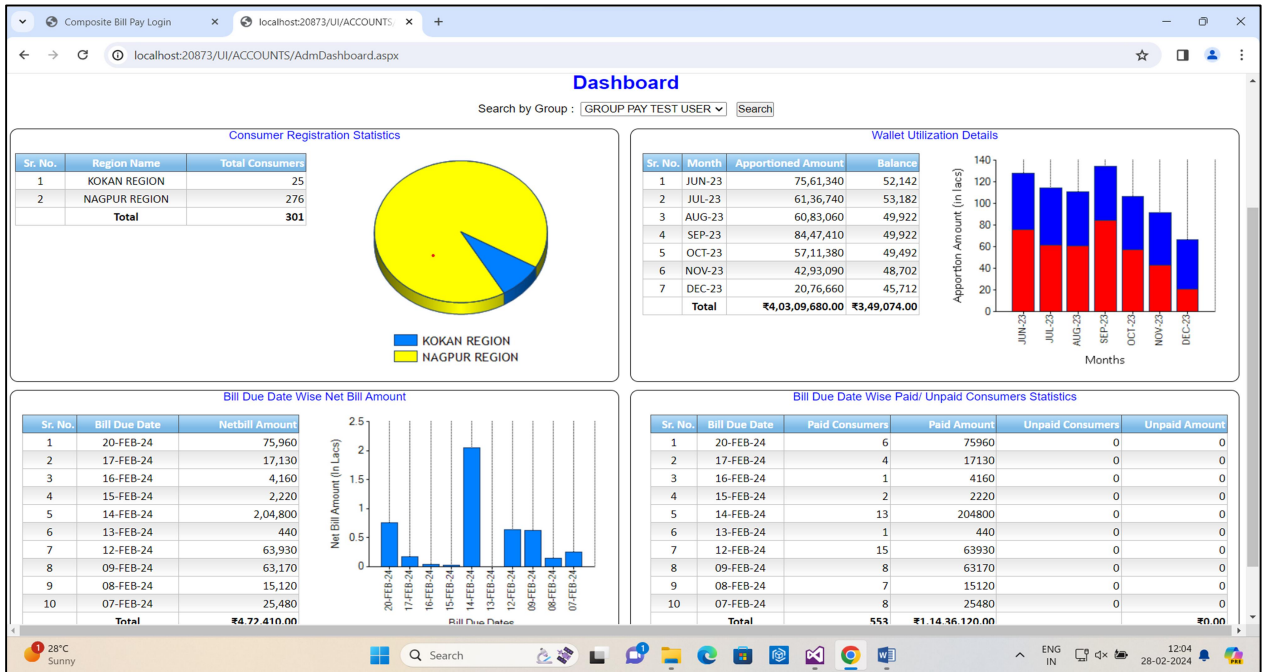 Composite Bill Pay Login
localhost:20873/UI/ACCOUNTS/
localhost:20873/UI/ACCOUNTS/AdmDashboard.aspx
Dashboard
Search by Group : GROUP PAY TEST USER Search
Consumer Registration Statistics
Sr. No. Region Name Total Consumers
1 KOKAN REGION 25
2 NAGPUR REGION 276
Total 301
KOKAN REGION
NAGPUR REGION
Wallet Utilization Details
Sr. No. Month Apportioned Amount Balance
1 JUN-23 75,61,340 52,142
2 JUL-23 61,36,740 53,182
3 AUG-23 60,83,060 49,922
4 SEP-23 84,47,410 49,922
5 OCT-23 57,11,380 49,492
6 NOV-23 42,93,090 48,702
7 DEC-23 20,76,660 45,712
Total ₹4,03,09,680.00 ₹3,49,074.00
Apportion Amount (in lacs)
140
120
100
80
60
40
20
0
JUN-23 JUL-23 AUG-23 SEP-23 OCT-23 NOV-23 DEC-23
Months
Bill Due Date Wise Net Bill Amount
Sr. No. Bill Due Date Netbill Amount
1 20-FEB-24 75,960
2 17-FEB-24 17,130
3 16-FEB-24 4,160
4 15-FEB-24 2,220
5 14-FEB-24 2,04,800
6 13-FEB-24 440
7 12-FEB-24 63,930
8 09-FEB-24 63,170
9 08-FEB-24 15,120
10 07-FEB-24 25,480
Total ₹4,72,410.00
Net Bill Amount (In Lacs)
2.5
2
1.5
1
0.5
0
20-FEB-24 17-FEB-24 16-FEB-24 15-FEB-24 14-FEB-24 13-FEB-24 12-FEB-24 09-FEB-24 08-FEB-24 07-FEB-24
Bill Due Dates
Bill Due Date Wise Paid/ Unpaid Consumers Statistics
Sr. No. Bill Due Date Paid Consumers Paid Amount Unpaid Consumers Unpaid Amount
1 20-FEB-24 6 75960 0 0
2 17-FEB-24 4 17130 0 0
3 16-FEB-24 1 4160 0 0
4 15-FEB-24 2 2220 0 0
5 14-FEB-24 13 204800 0 0
6 13-FEB-24 1 440 0 0
7 12-FEB-24 15 63930 0 0
8 09-FEB-24 8 63170 0 0
9 08-FEB-24 7 15120 0 0
10 07-FEB-24 8 25480 0 0
Total 553 ₹1,14,36,120.00 ₹0.00
1 28°C
Sunny
Search
ENG
IN
12:04
28-02-2024
PRE